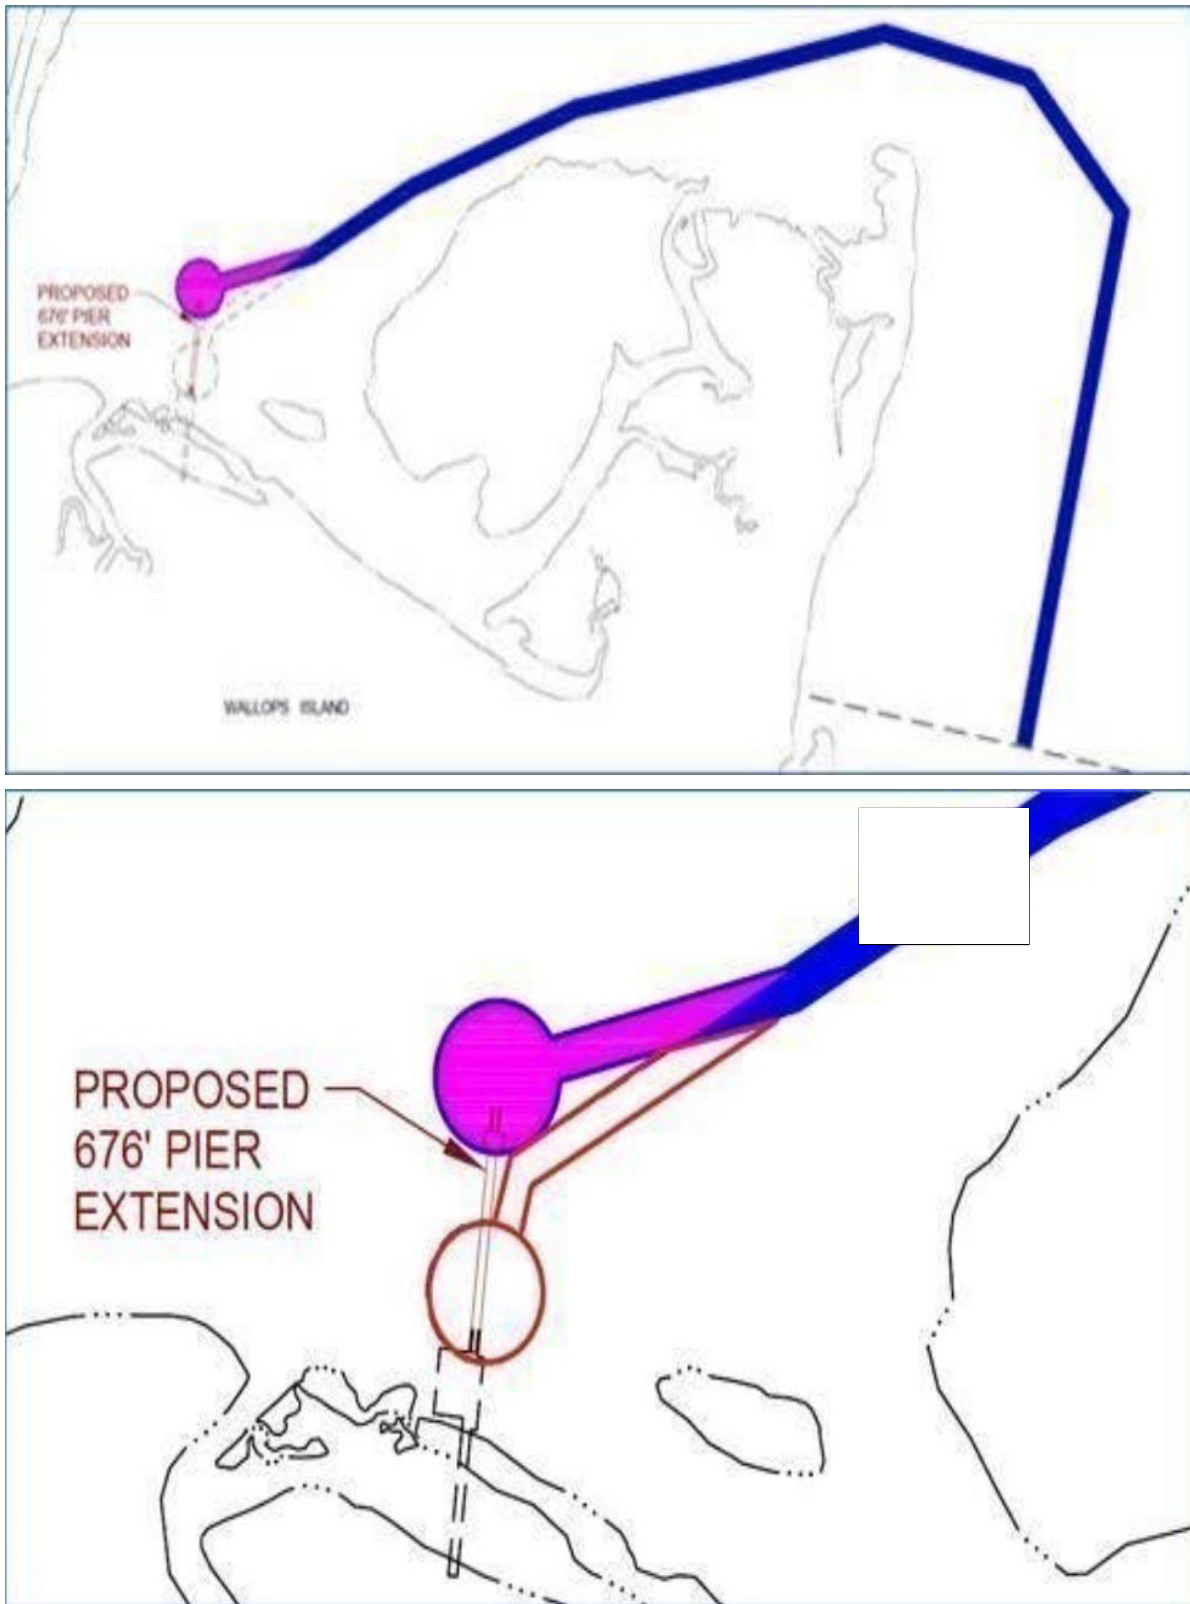 PROPOSED
676' PIER
EXTENSION
WALLOPS ISLAND
PROPOSED
676' PIER
EXTENSION